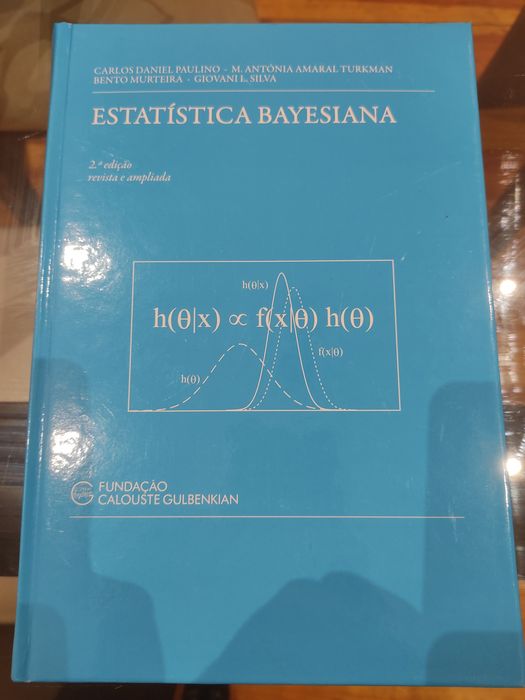 CARLOS DANIEL PAULINO - M. ANTÓNIA AMARAL TURKMAN
BENTO MURTEIRA - GIOVANI L. SILVA
ESTATÍSTICA BAYESIANA
2.ª edição
revista e ampliada
h(θ|x)
h(θ|x) ∝ f(x|θ) h(θ)
f(x|θ)
h(θ)
FUNDAÇÃO
CALOUSTE GULBENKIAN